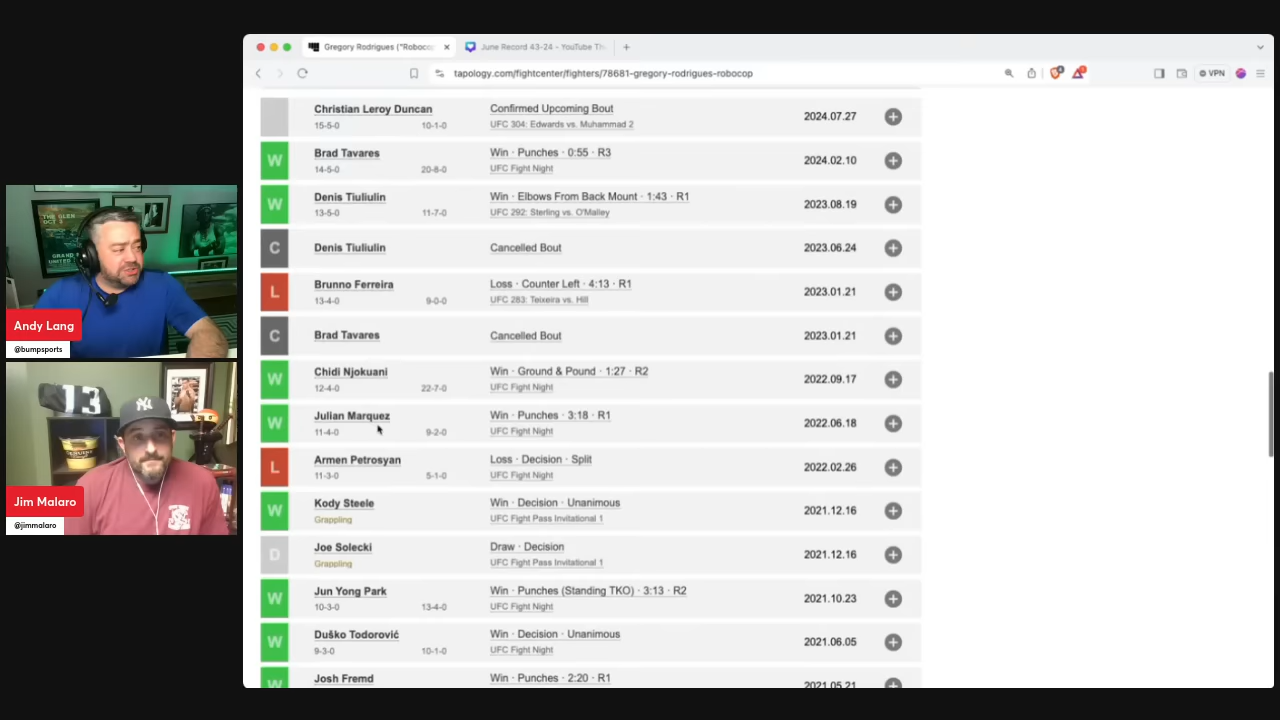 Gregory Rodrigues ("Robocop
June Record 43-24 - YouTube Th
tapology.com/fightcenter/fighters/78681-gregory-rodrigues-robocop
VPN
Christian Leroy Duncan Confirmed Upcoming Bout 2024.07.27
15-5-0 10-1-0 UFC 304: Edwards vs. Muhammad 2
W Brad Tavares Win · Punches · 0:55 · R3 2024.02.10
14-5-0 20-8-0 UFC Fight Night
W Denis Tiuliulin Win · Elbows From Back Mount · 1:43 · R1 2023.08.19
13-5-0 11-7-0 UFC 292: Sterling vs. O'Malley
C Denis Tiuliulin Cancelled Bout 2023.06.24
L Brunno Ferreira Loss · Counter Left · 4:13 · R1 2023.01.21
13-4-0 9-0-0 UFC 283: Teixeira vs. Hill
C Brad Tavares Cancelled Bout 2023.01.21
W Chidi Njokuani Win · Ground & Pound · 1:27 · R2 2022.09.17
12-4-0 22-7-0 UFC Fight Night
W Julian Marquez Win · Punches · 3:18 · R1 2022.06.18
11-4-0 9-2-0 UFC Fight Night
L Armen Petrosyan Loss · Decision · Split 2022.02.26
11-3-0 5-1-0 UFC Fight Night
W Kody Steele Win · Decision · Unanimous 2021.12.16
Grappling UFC Fight Pass Invitational 1
D Joe Solecki Draw · Decision 2021.12.16
Grappling UFC Fight Pass Invitational 1
W Jun Yong Park Win · Punches (Standing TKO) · 3:13 · R2 2021.10.23
10-3-0 13-4-0 UFC Fight Night
W Duško Todorović Win · Decision · Unanimous 2021.06.05
9-3-0 10-1-0 UFC Fight Night
W Josh Fremd Win · Punches · 2:20 · R1 2021.05.21
THE GLEN
OCT 2
GRAND
UNITED
Andy Lang
@bumpsports
13
Jim Malaro
@jimmalaro